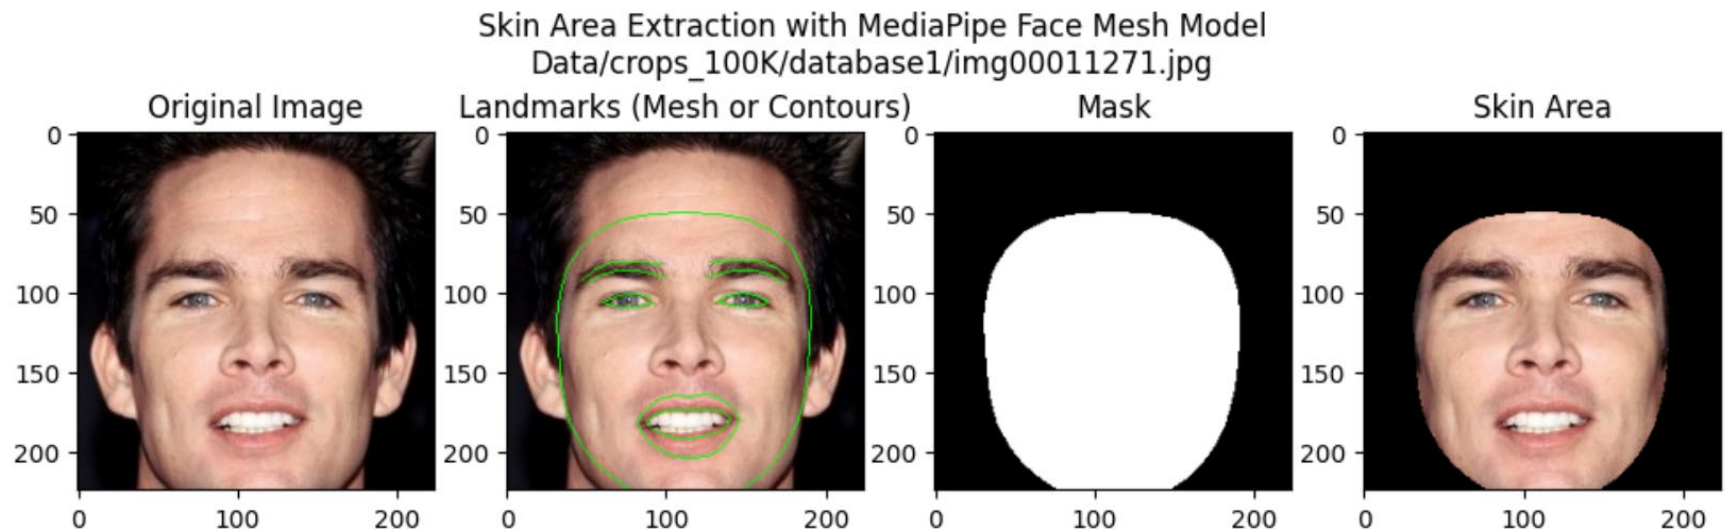 Skin Area Extraction with MediaPipe Face Mesh Model
Data/crops_100K/database1/img00011271.jpg
Original Image
0
50
100
150
200
0 100 200
Landmarks (Mesh or Contours)
0
50
100
150
200
0 100 200
Mask
0
50
100
150
200
0 100 200
Skin Area
0
50
100
150
200
0 100 200